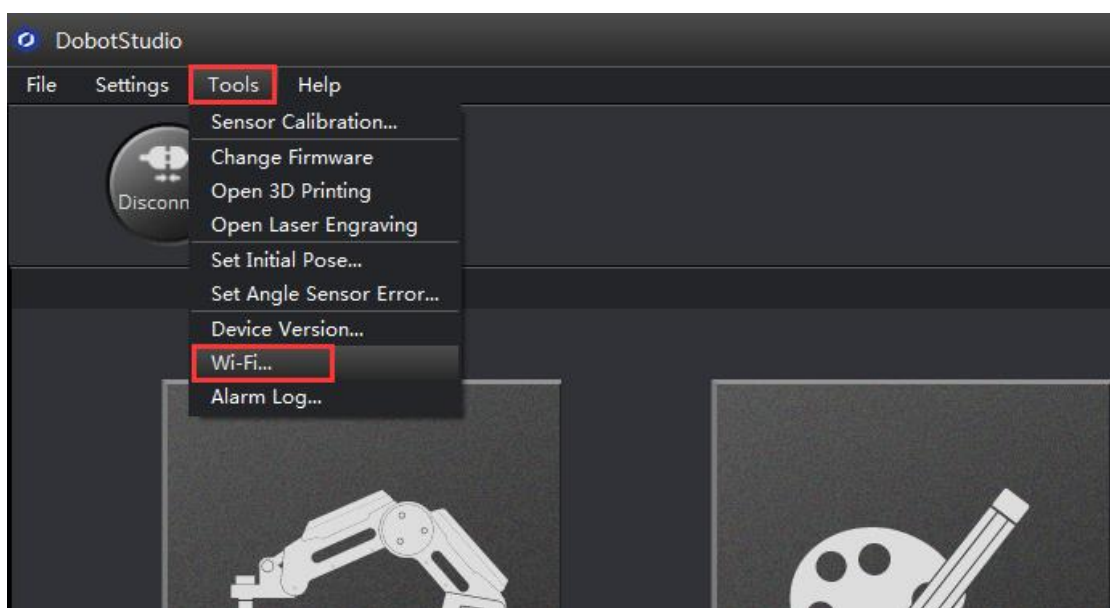 DobotStudio
File Settings Tools Help
Sensor Calibration...
Change Firmware
Open 3D Printing
Disconn
Open Laser Engraving
Set Initial Pose...
Set Angle Sensor Error...
Device Version...
Wi-Fi...
Alarm Log...